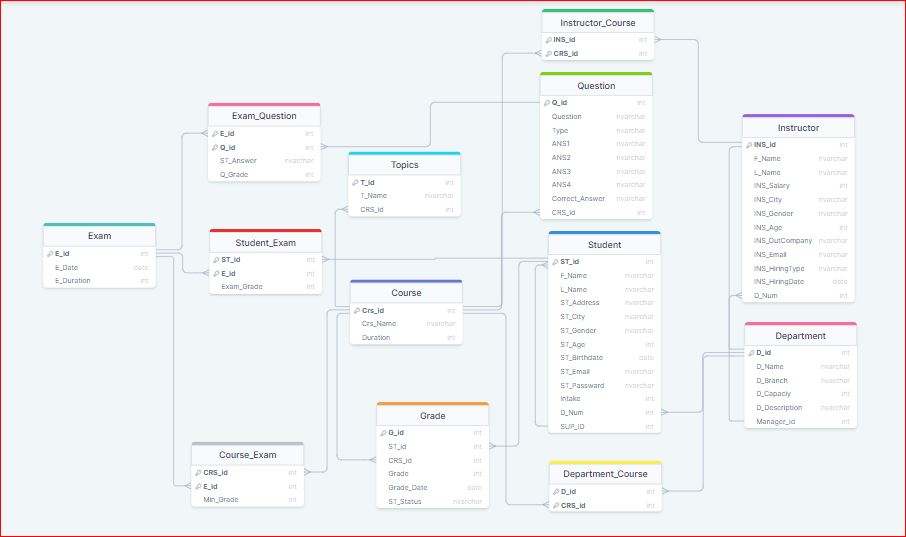 Instructor_Course
INS_id int
CRS_id int
Question
Q_id int
Question nvarchar
Type nvarchar
ANS1 nvarchar
ANS2 nvarchar
ANS3 nvarchar
ANS4 nvarchar
Correct_Answer nvarchar
CRS_id int
Exam_Question
E_id int
Q_id int
ST_Answer nvarchar
Q_Grade int
Instructor
INS_id int
F_Name nvarchar
L_Name nvarchar
INS_Salary int
INS_City nvarchar
INS_Gender nvarchar
INS_Age int
INS_OutCompany nvarchar
INS_Email nvarchar
INS_HiringType nvarchar
INS_HiringDate date
D_Num int
Topics
T_id int
T_Name nvarchar
CRS_id int
Exam
E_id int
E_Date date
E_Duration int
Student_Exam
ST_id int
E_id int
Exam_Grade int
Student
ST_id int
F_Name nvarchar
L_Name nvarchar
ST_Address nvarchar
ST_City nvarchar
ST_Gender nvarchar
ST_Age int
ST_Birthdate date
ST_Email nvarchar
ST_Passward nvarchar
Intake int
D_Num int
SUP_ID int
Course
Crs_id int
Crs_Name nvarchar
Duration int
Department
D_id int
D_Name nvarchar
D_Branch nvarchar
D_Capaciy int
D_Description nvarchar
Manager_id int
Grade
G_id int
ST_id int
CRS_id int
Grade int
Grade_Date date
ST_Status nvarchar
Course_Exam
CRS_id int
E_id int
Min_Grade int
Department_Course
D_id int
CRS_id int